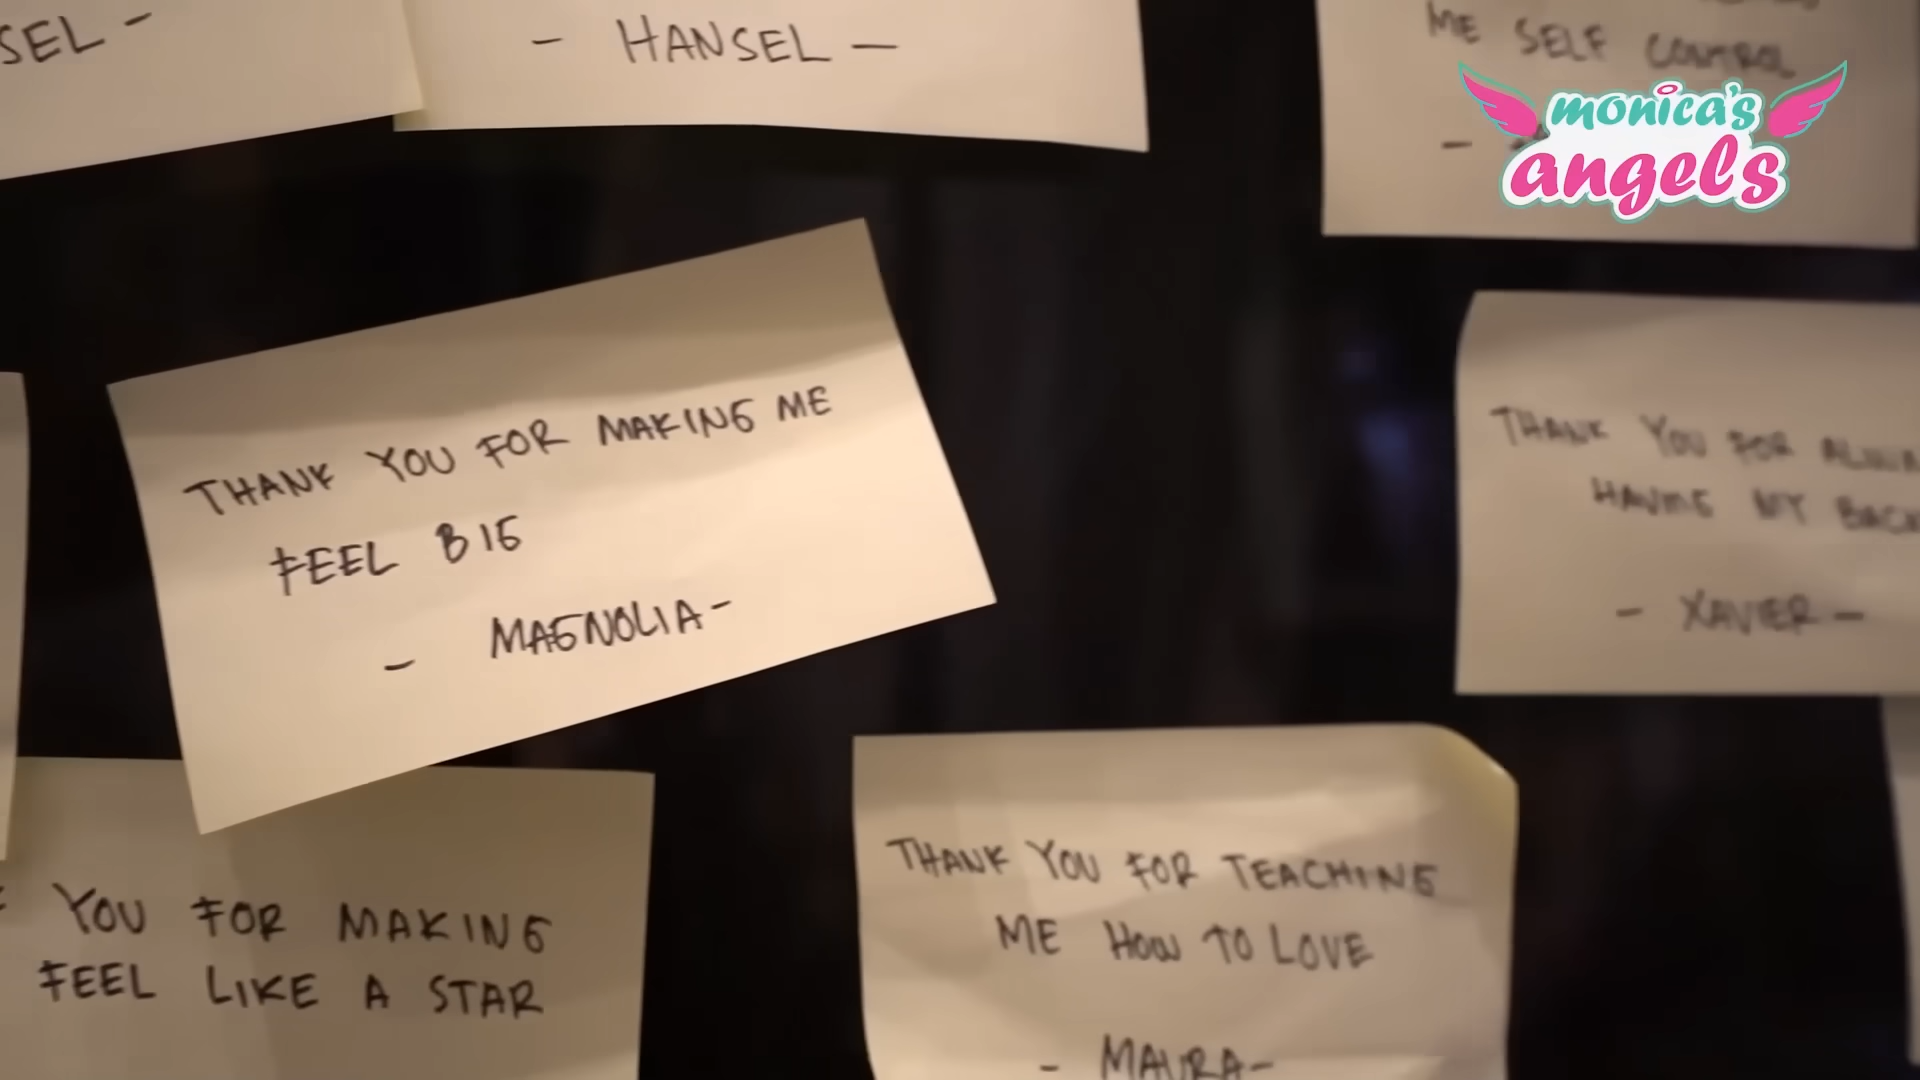 SEL -
- HANSEL -
ME SELF CONTROL
monica's
angels
THANK YOU FOR MAKING ME
FEEL BIG
- MAGNOLIA -
THANK YOU FOR
HAVING MY BACK
- XAVIER -
YOU FOR MAKING
FEEL LIKE A STAR
THANK YOU FOR TEACHING
ME HOW TO LOVE
- MAURA -